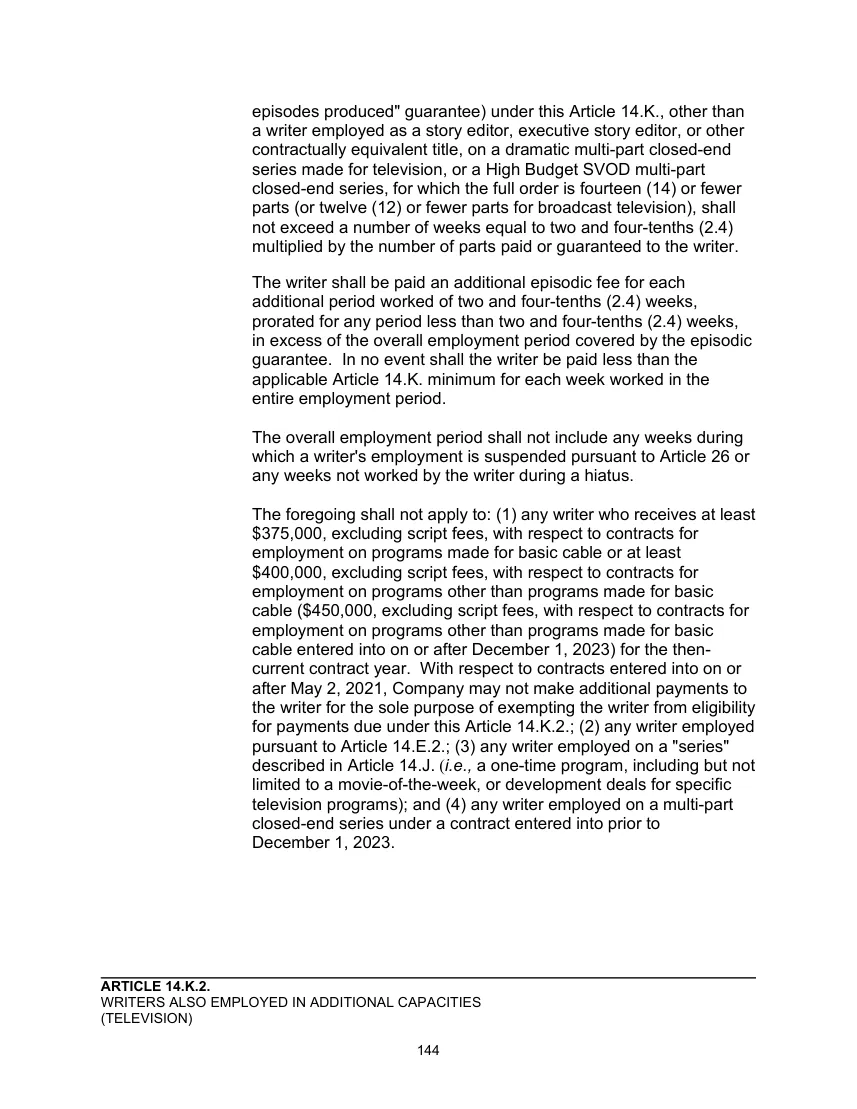 episodes produced" guarantee) under this Article 14.K., other than
a writer employed as a story editor, executive story editor, or other
contractually equivalent title, on a dramatic multi-part closed-end
series made for television, or a High Budget SVOD multi-part
closed-end series, for which the full order is fourteen (14) or fewer
parts (or twelve (12) or fewer parts for broadcast television), shall
not exceed a number of weeks equal to two and four-tenths (2.4)
multiplied by the number of parts paid or guaranteed to the writer.
The writer shall be paid an additional episodic fee for each
additional period worked of two and four-tenths (2.4) weeks,
prorated for any period less than two and four-tenths (2.4) weeks,
in excess of the overall employment period covered by the episodic
guarantee.  In no event shall the writer be paid less than the
applicable Article 14.K. minimum for each week worked in the
entire employment period.
The overall employment period shall not include any weeks during
which a writer's employment is suspended pursuant to Article 26 or
any weeks not worked by the writer during a hiatus.
The foregoing shall not apply to: (1) any writer who receives at least
$375,000, excluding script fees, with respect to contracts for
employment on programs made for basic cable or at least
$400,000, excluding script fees, with respect to contracts for
employment on programs other than programs made for basic
cable ($450,000, excluding script fees, with respect to contracts for
employment on programs other than programs made for basic
cable entered into on or after December 1, 2023) for the then-
current contract year.  With respect to contracts entered into on or
after May 2, 2021, Company may not make additional payments to
the writer for the sole purpose of exempting the writer from eligibility
for payments due under this Article 14.K.2.; (2) any writer employed
pursuant to Article 14.E.2.; (3) any writer employed on a "series"
described in Article 14.J. (i.e., a one-time program, including but not
limited to a movie-of-the-week, or development deals for specific
television programs); and (4) any writer employed on a multi-part
closed-end series under a contract entered into prior to
December 1, 2023.
ARTICLE 14.K.2.
WRITERS ALSO EMPLOYED IN ADDITIONAL CAPACITIES
(TELEVISION)
144